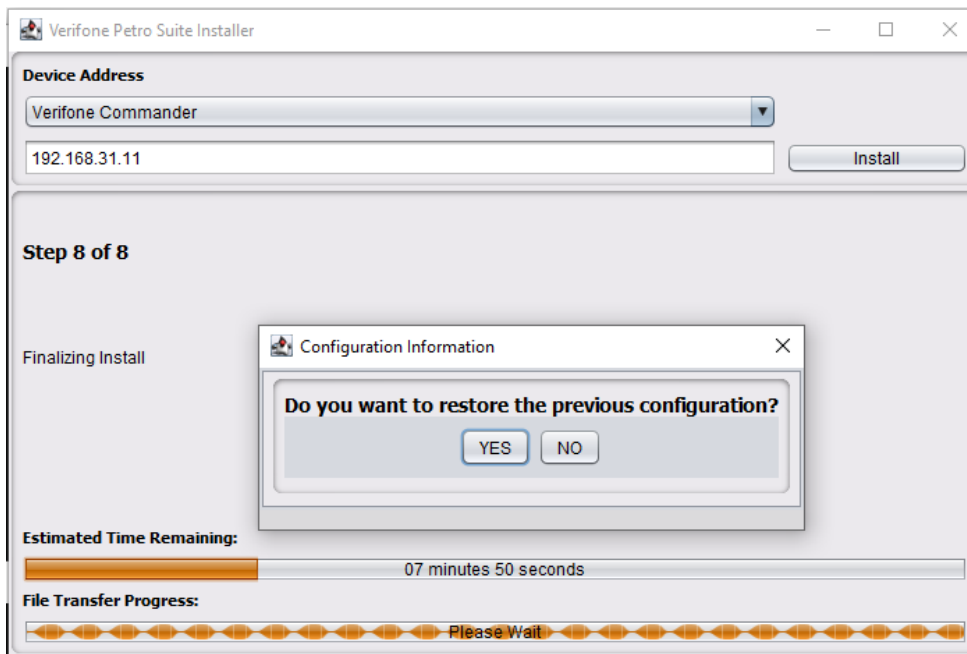 Verifone Petro Suite Installer
Device Address
Verifone Commander
192.168.31.11
Install
Step 8 of 8
Finalizing Install
Configuration Information
Do you want to restore the previous configuration?
YES NO
Estimated Time Remaining:
07 minutes 50 seconds
File Transfer Progress:
Please Wait